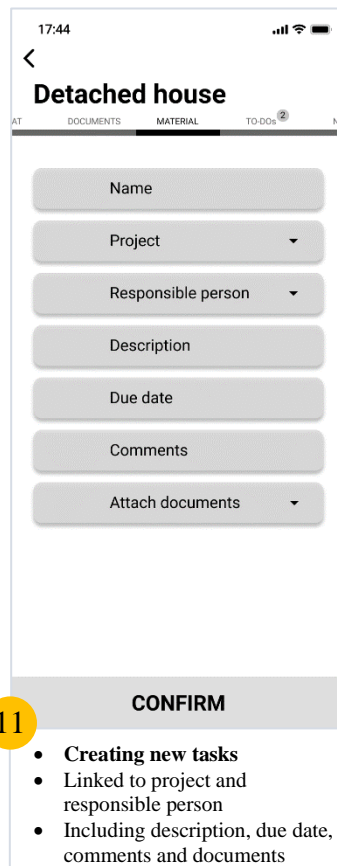 17:44
Detached house
AT DOCUMENTS MATERIAL TO-DOs 2 N
Name
Project
Responsible person
Description
Due date
Comments
Attach documents
CONFIRM
11
• Creating new tasks
• Linked to project and
responsible person
• Including description, due date,
comments and documents